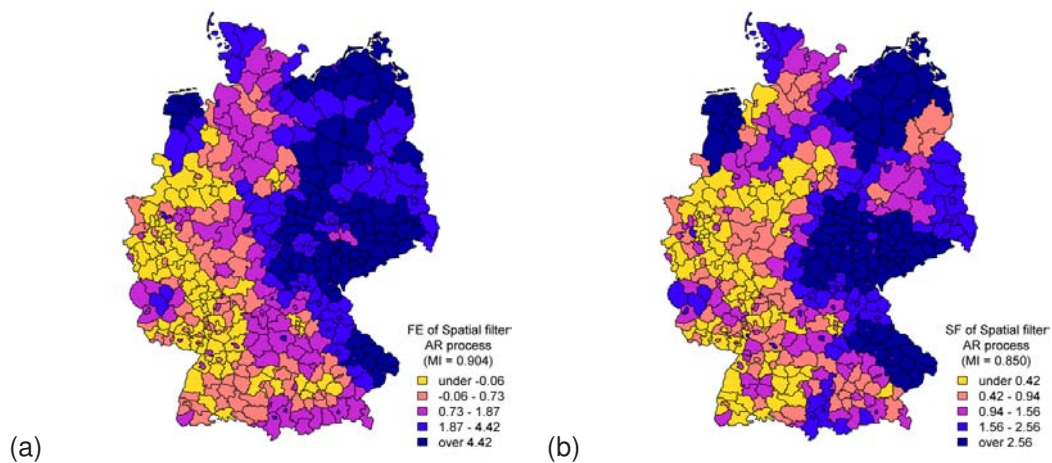 FE of Spatial filter
AR process
(MI = 0.904)
under -0.06
-0.06 - 0.73
0.73 - 1.87
1.87 - 4.42
over 4.42
(a)
SF of Spatial filter
AR process
(MI = 0.850)
under 0.42
0.42 - 0.94
0.94 - 1.56
1.56 - 2.56
over 2.56
(b)